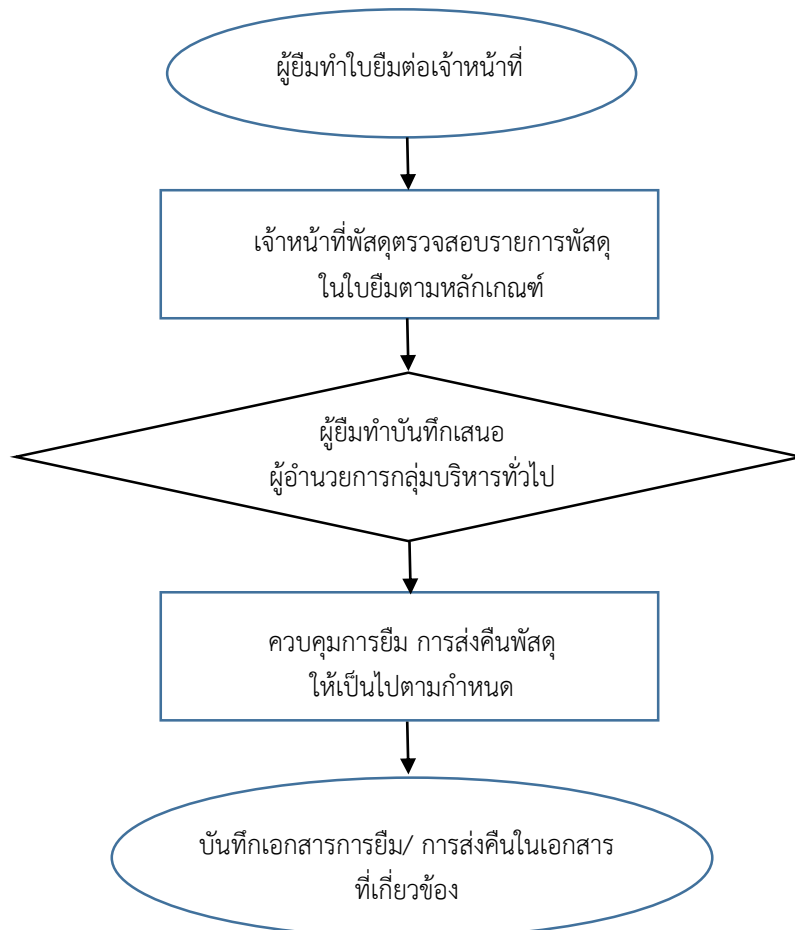 ผู้ยืมทำใบยืมต่อเจ้าหน้าที่
เจ้าหน้าที่พัสดุตรวจสอบรายการพัสดุ
ในใบยืมตามหลักเกณฑ์
ผู้ยืมทำบันทึกเสนอ
ผู้อำนวยการกลุ่มบริหารทั่วไป
ควบคุมการยืม การส่งคืนพัสดุ
ให้เป็นไปตามกำหนด
บันทึกเอกสารการยืม/ การส่งคืนในเอกสาร
ที่เกี่ยวข้อง